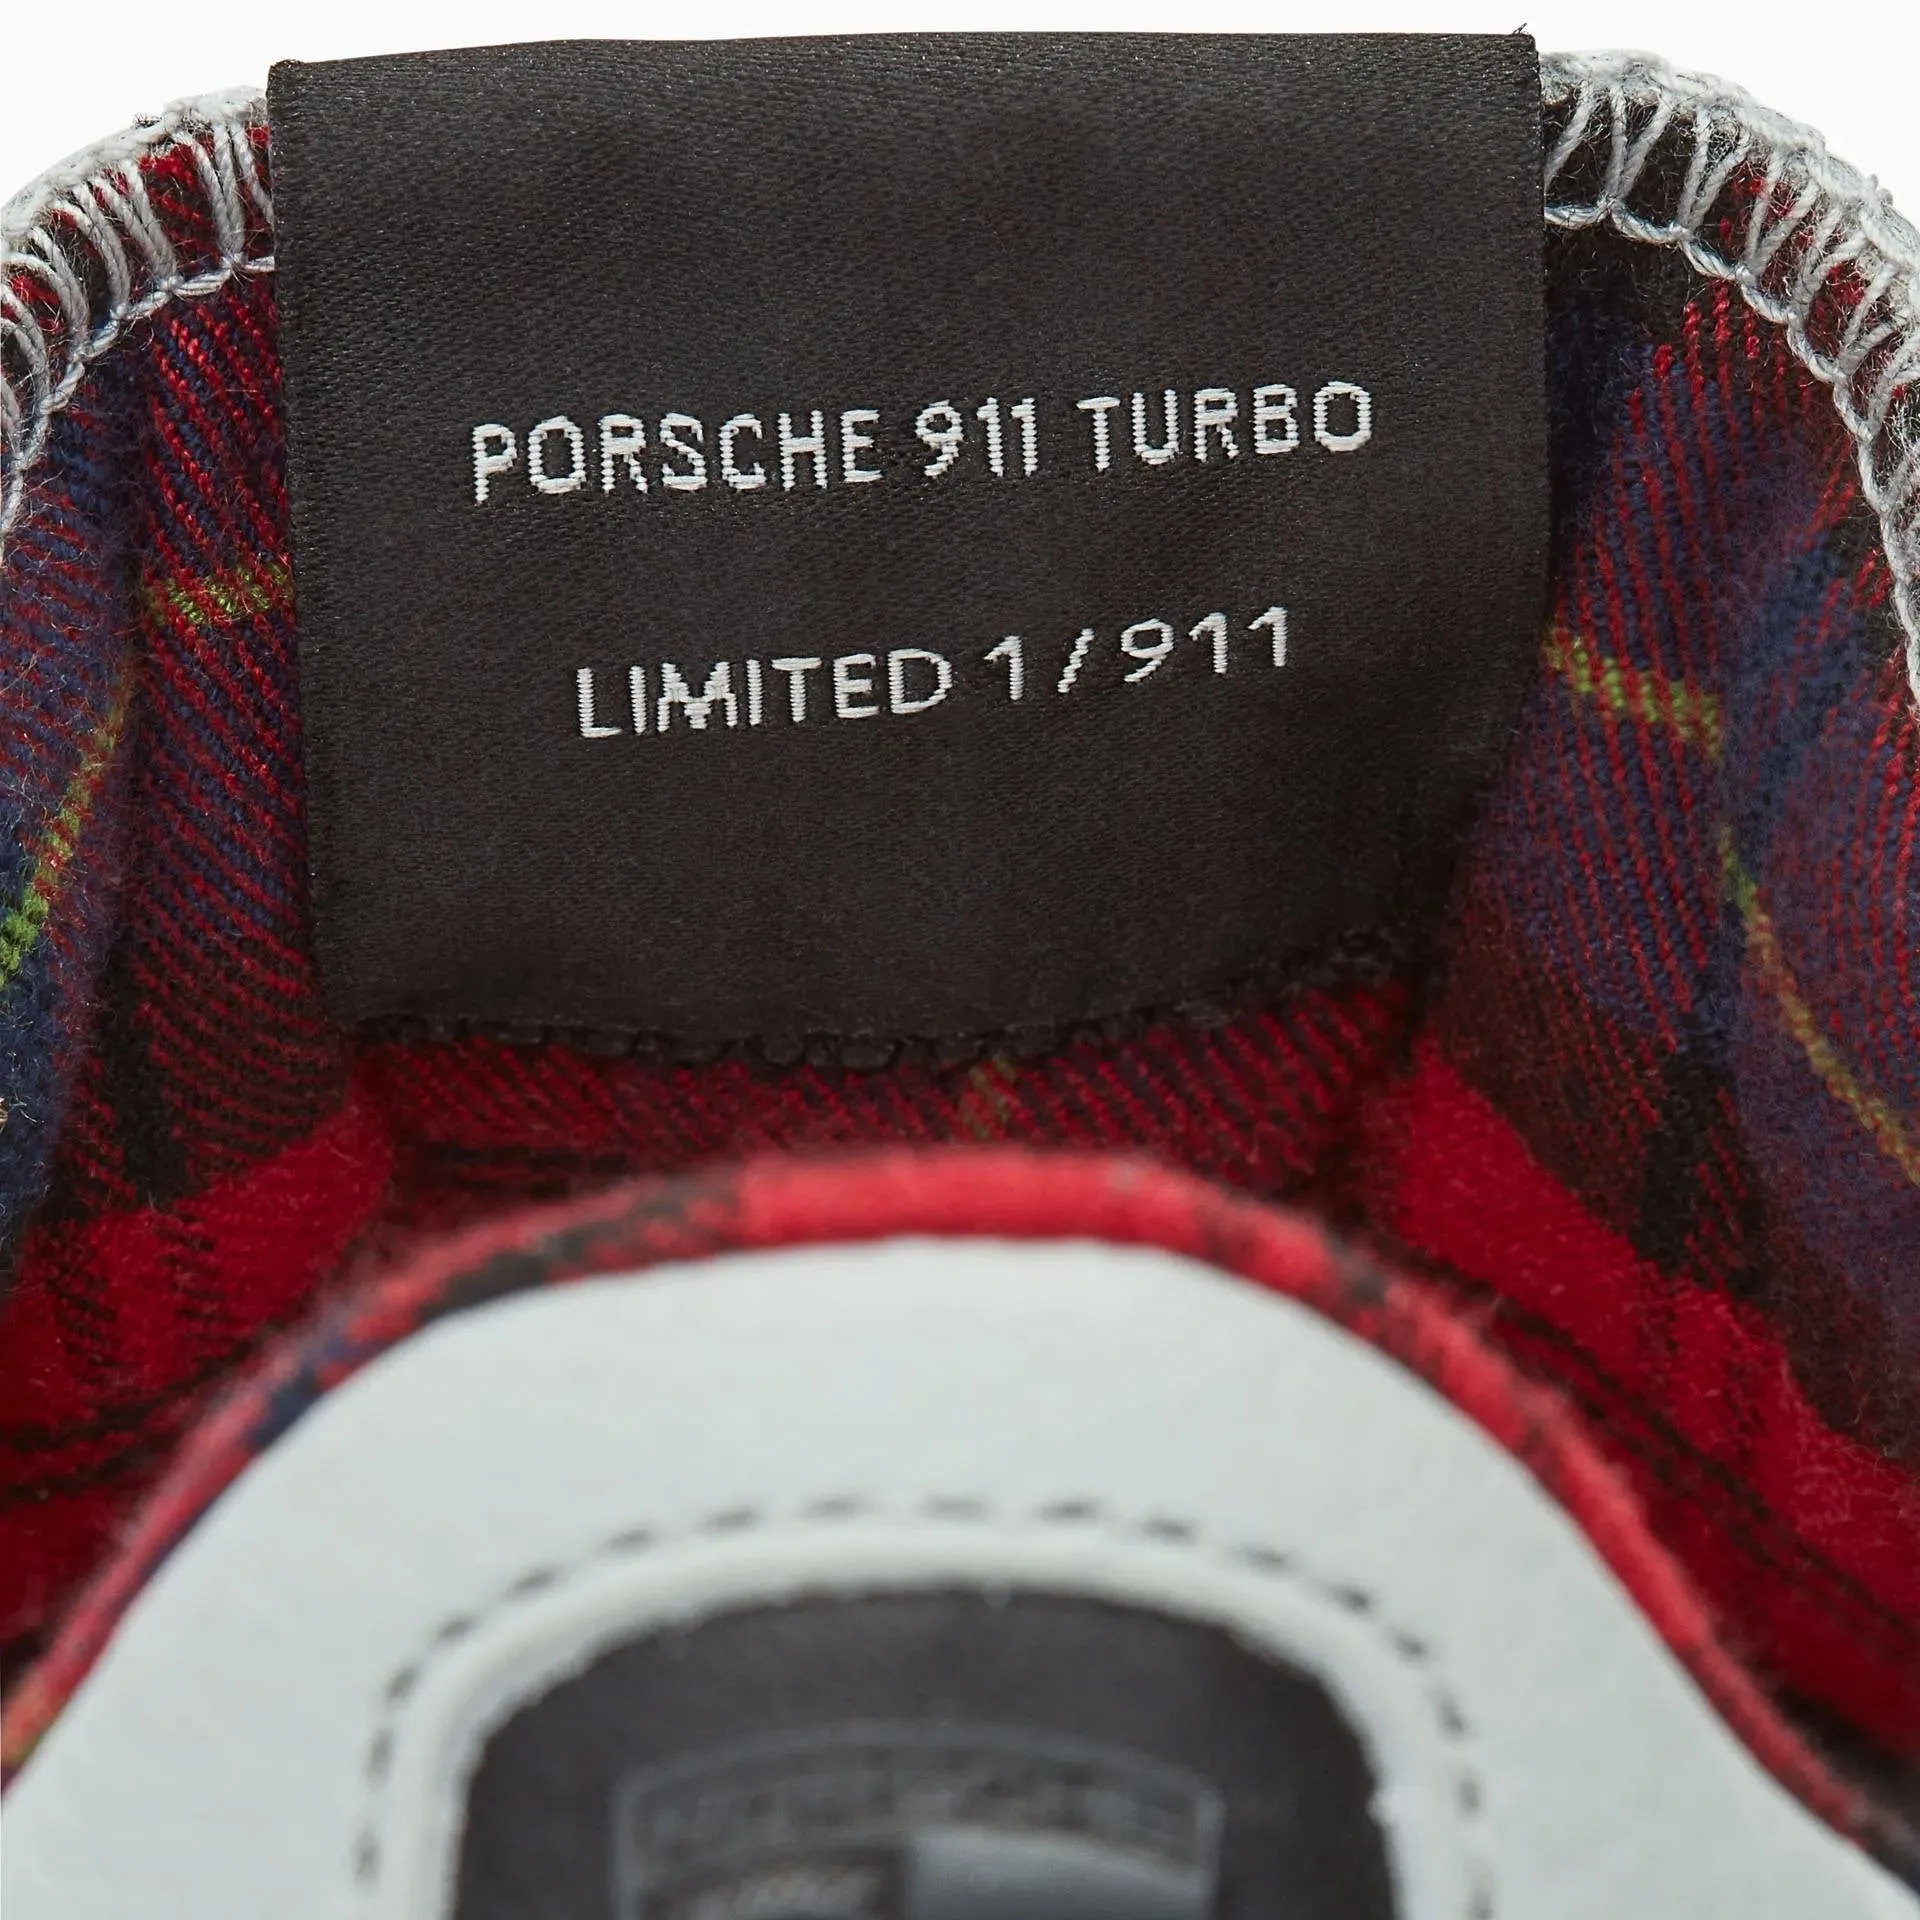 PORSCHE 911 TURBO
LIMITED 1/911